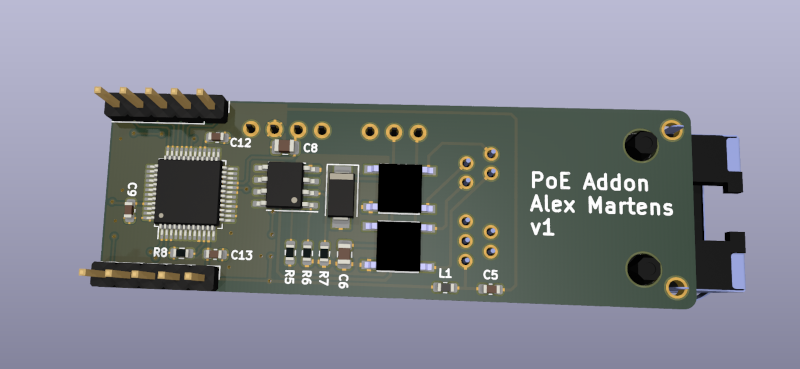 C12
C8
C9
PoE Addon
Alex Martens
v1
R8
C13
R5
R6
R7
C6
L1
C5